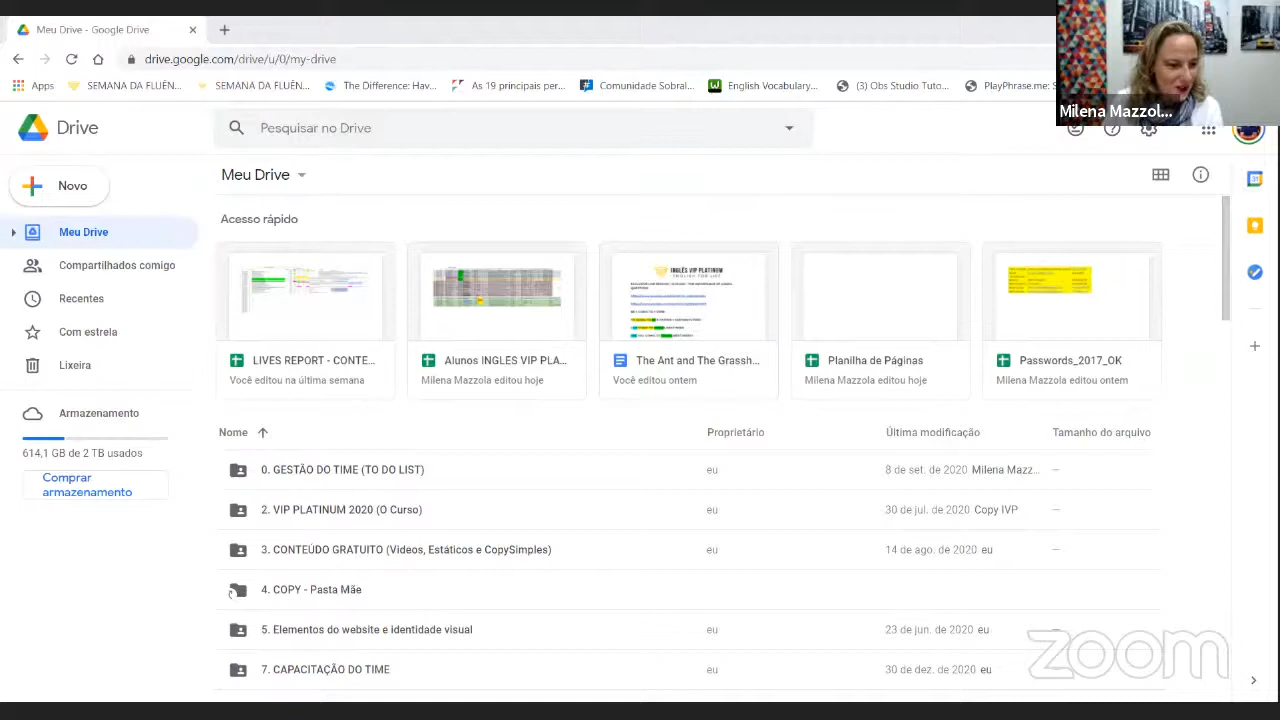 Meu Drive - Google Drive
drive.google.com/drive/u/0/my-drive
Apps SEMANA DA FLUÊN... SEMANA DA FLUÊN... The Difference: Hav... As 19 principais per... Comunidade Sobral... English Vocabulary... (3) Obs Studio Tuto... PlayPhrase.me: S
Milena Mazzol...
Drive
Pesquisar no Drive
Novo
Meu Drive
Compartilhados comigo
Recentes
Com estrela
Lixeira
Armazenamento
614,1 GB de 2 TB usados
Comprar
armazenamento
Meu Drive
Acesso rápido
INGLÊS VIP PLATINUM
ENGLISH FOR LIFE
LIVES REPORT - CONTE...
Você editou na última semana
Alunos INGLES VIP PLA...
Milena Mazzola editou hoje
The Ant and The Grassh...
Você editou ontem
Planilha de Páginas
Milena Mazzola editou hoje
Passwords_2017_OK
Milena Mazzola editou ontem
Nome Proprietário Última modificação Tamanho do arquivo
0. GESTÃO DO TIME (TO DO LIST) eu 8 de set. de 2020 Milena Mazz... —
2. VIP PLATINUM 2020 (O Curso) eu 30 de jul. de 2020 Copy IVP —
3. CONTEÚDO GRATUITO (Vídeos, Estáticos e CopySimples) eu 14 de ago. de 2020 eu —
4. COPY - Pasta Mãe
5. Elementos do website e identidade visual eu 23 de jun. de 2020 eu —
7. CAPACITAÇÃO DO TIME eu 30 de dez. de 2020 eu —
zoom